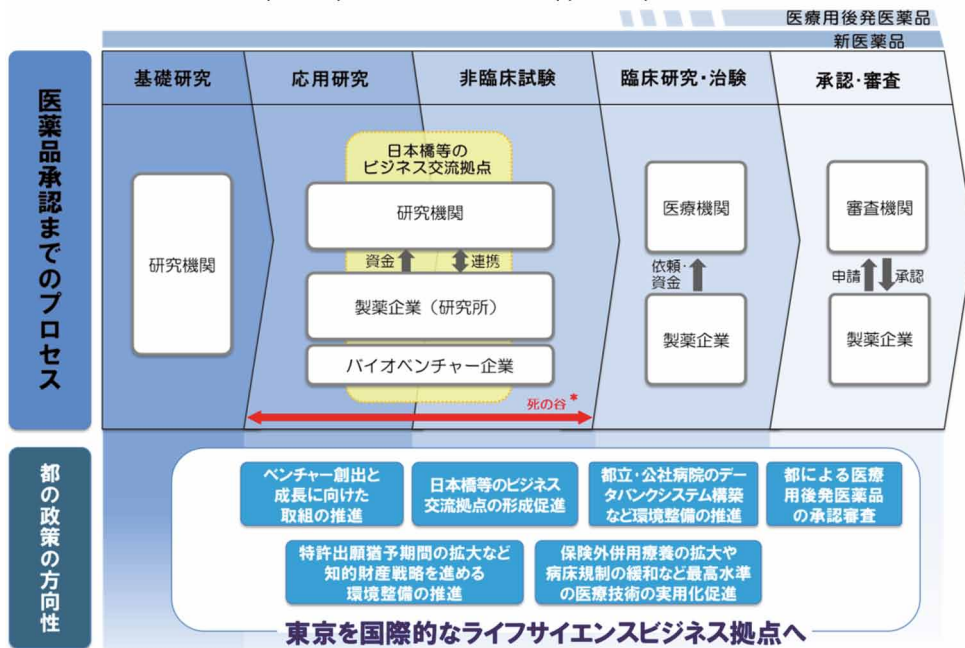 医療用後発医薬品
新医薬品
医薬品承認までのプロセス
基礎研究
応用研究
非臨床試験
臨床研究・治験
承認・審査
研究機関
日本橋等の
ビジネス交流拠点
研究機関
資金
連携
製薬企業（研究所）
バイオベンチャー企業
死の谷*
医療機関
依頼・
資金
製薬企業
審査機関
申請
承認
製薬企業
都の政策の方向性
ベンチャー創出と
成長に向けた
取組の推進
日本橋等のビジネス
交流拠点の形成促進
都立・公社病院のデー
タバンクシステム構築
など環境整備の推進
都による医療
用後発医薬品
の承認審査
特許出願猶予期間の拡大など
知的財産戦略を進める
環境整備の推進
保険外併用療養の拡大や
病床規制の緩和など最高水準
の医療技術の実用化促進
東京を国際的なライフサイエンスビジネス拠点へ